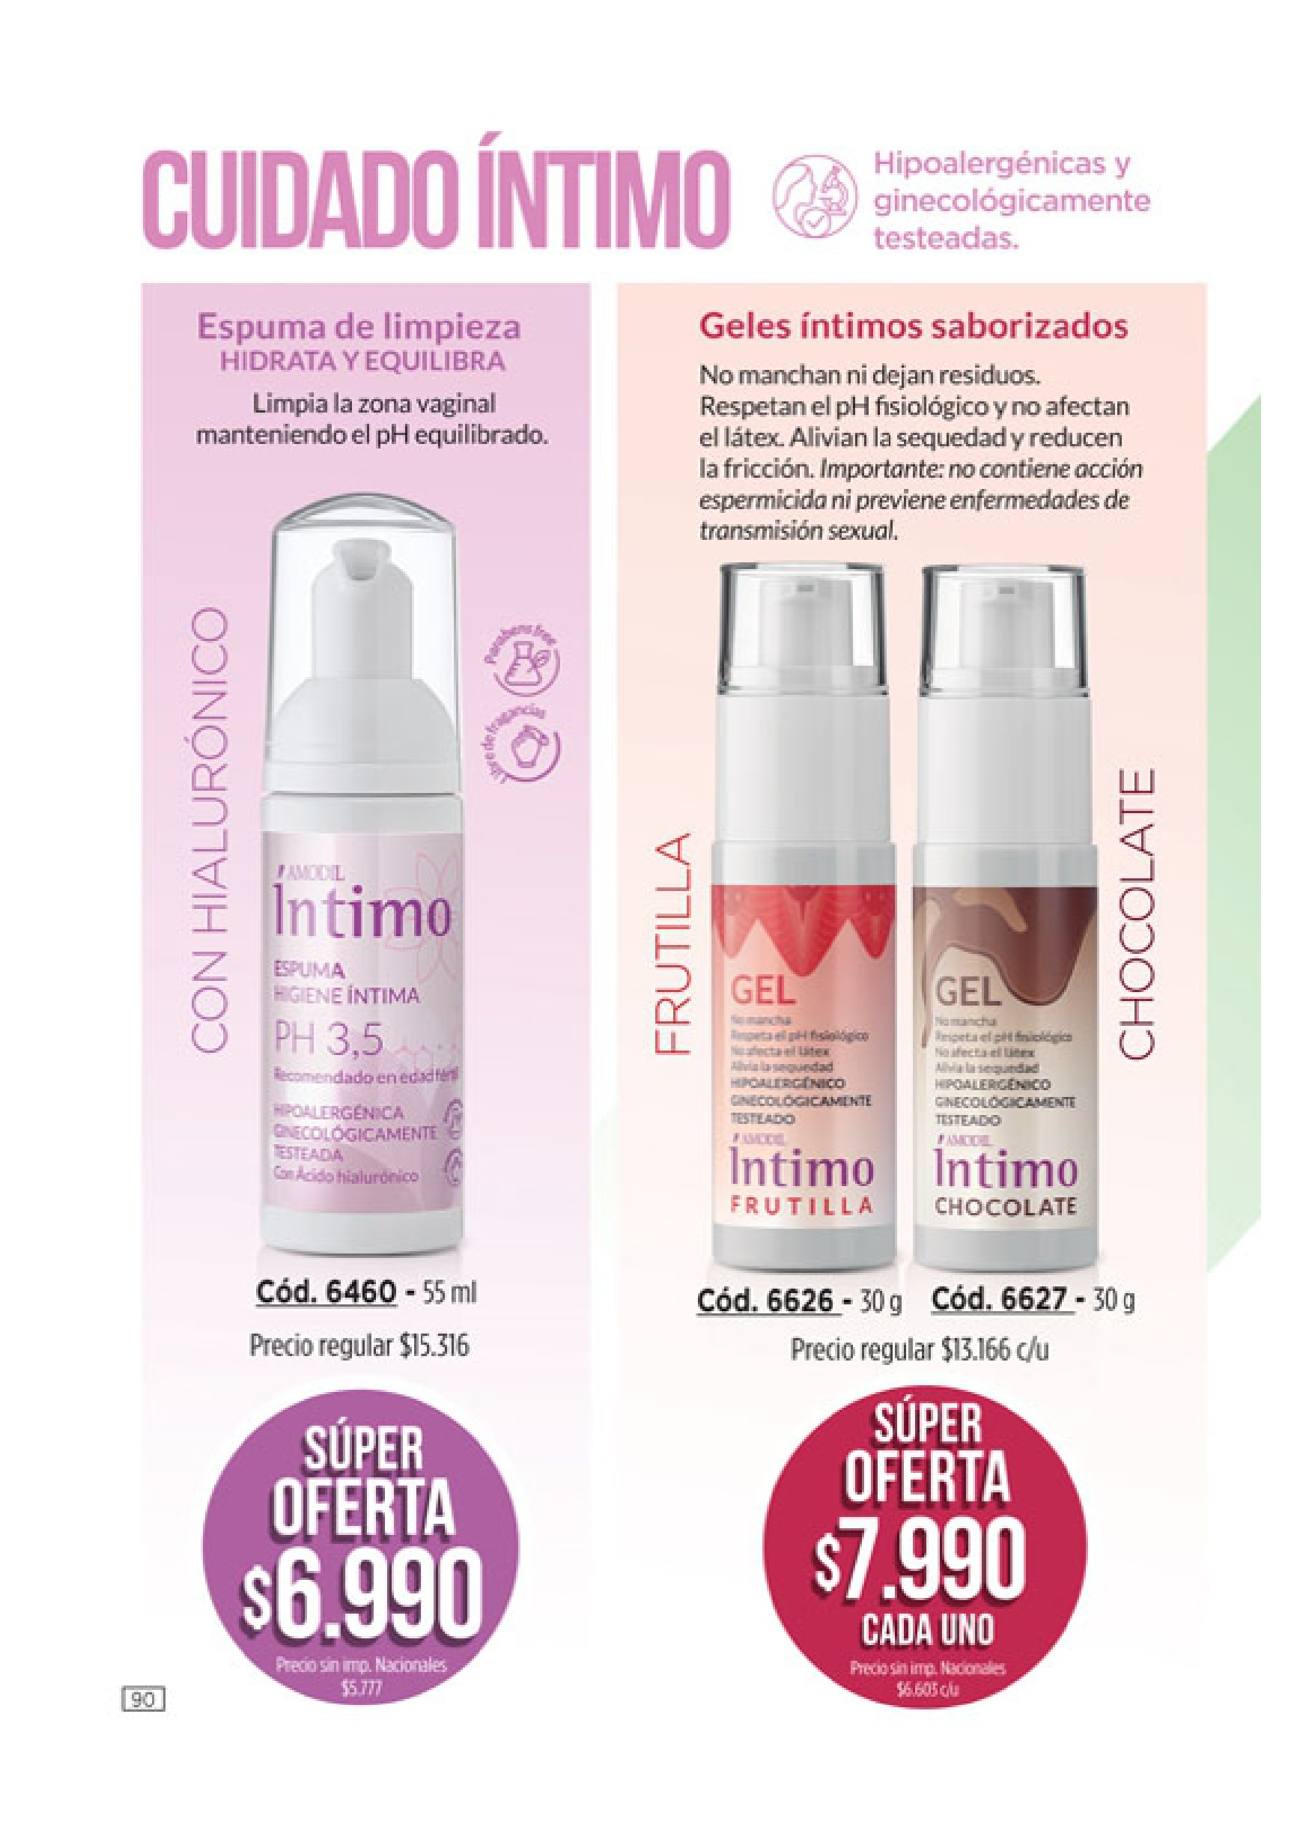 CUIDADO ÍNTIMO
Hipoalergénicas y
ginecológicamente
testeadas.
Espuma de limpieza
HIDRATA Y EQUILIBRA
Limpia la zona vaginal
manteniendo el pH equilibrado.
CON HIALURÓNICO
Parabens free
Libre de fragancias
AMODIL
Intimo
ESPUMA
HIGIENE ÍNTIMA
PH 3,5
Recomendado en edad fértil
HIPOALERGÉNICA
GINECOLÓGICAMENTE
TESTEADA
Con Ácido hialurónico
Cód. 6460 - 55 ml
Precio regular $15.316
SÚPER
OFERTA
$6.990
Precio sin imp. Nacionales
$5.777
Geles íntimos saborizados
No manchan ni dejan residuos.
Respetan el pH fisiológico y no afectan
el látex. Alivian la sequedad y reducen
la fricción. Importante: no contiene acción
espermicida ni previene enfermedades de
transmisión sexual.
FRUTILLA
GEL
No mancha
Respeta el pH fisiológico
No afecta el látex
Alivia la sequedad
HIPOALERGÉNICO
GINECOLÓGICAMENTE
TESTEADO
AMODIL
Intimo
FRUTILLA
GEL
No mancha
Respeta el pH fisiológico
No afecta el látex
Alivia la sequedad
HIPOALERGÉNICO
GINECOLÓGICAMENTE
TESTEADO
AMODIL
Intimo
CHOCOLATE
CHOCOLATE
Cód. 6626 - 30 g
Cód. 6627 - 30 g
Precio regular $13.166 c/u
SÚPER
OFERTA
$7.990
CADA UNO
Precio sin imp. Nacionales
$6.603 c/u
90